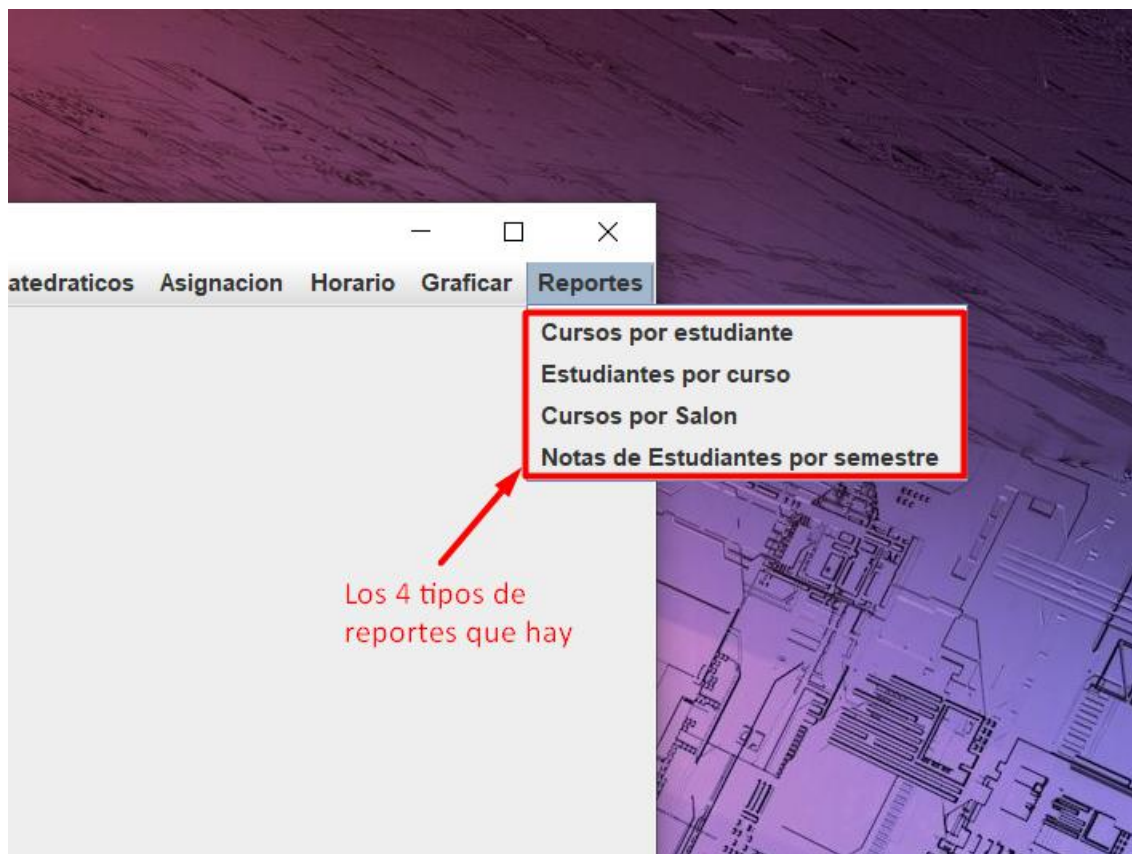 atedraticos Asignacion Horario Graficar Reportes
Cursos por estudiante
Estudiantes por curso
Cursos por Salon
Notas de Estudiantes por semestre
Los 4 tipos de
reportes que hay